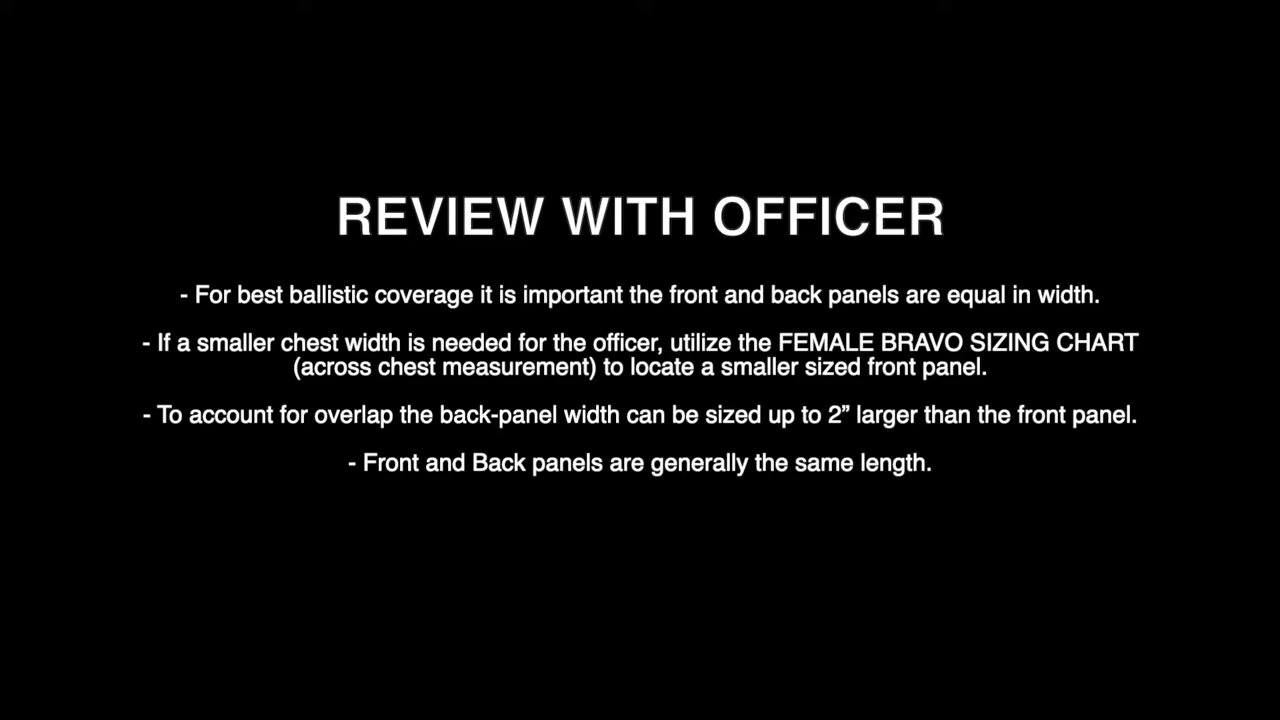 REVIEW WITH OFFICER
- For best ballistic coverage it is important the front and back panels are equal in width.
- If a smaller chest width is needed for the officer, utilize the FEMALE BRAVO SIZING CHART
(across chest measurement) to locate a smaller sized front panel.
- To account for overlap the back-panel width can be sized up to 2” larger than the front panel.
- Front and Back panels are generally the same length.